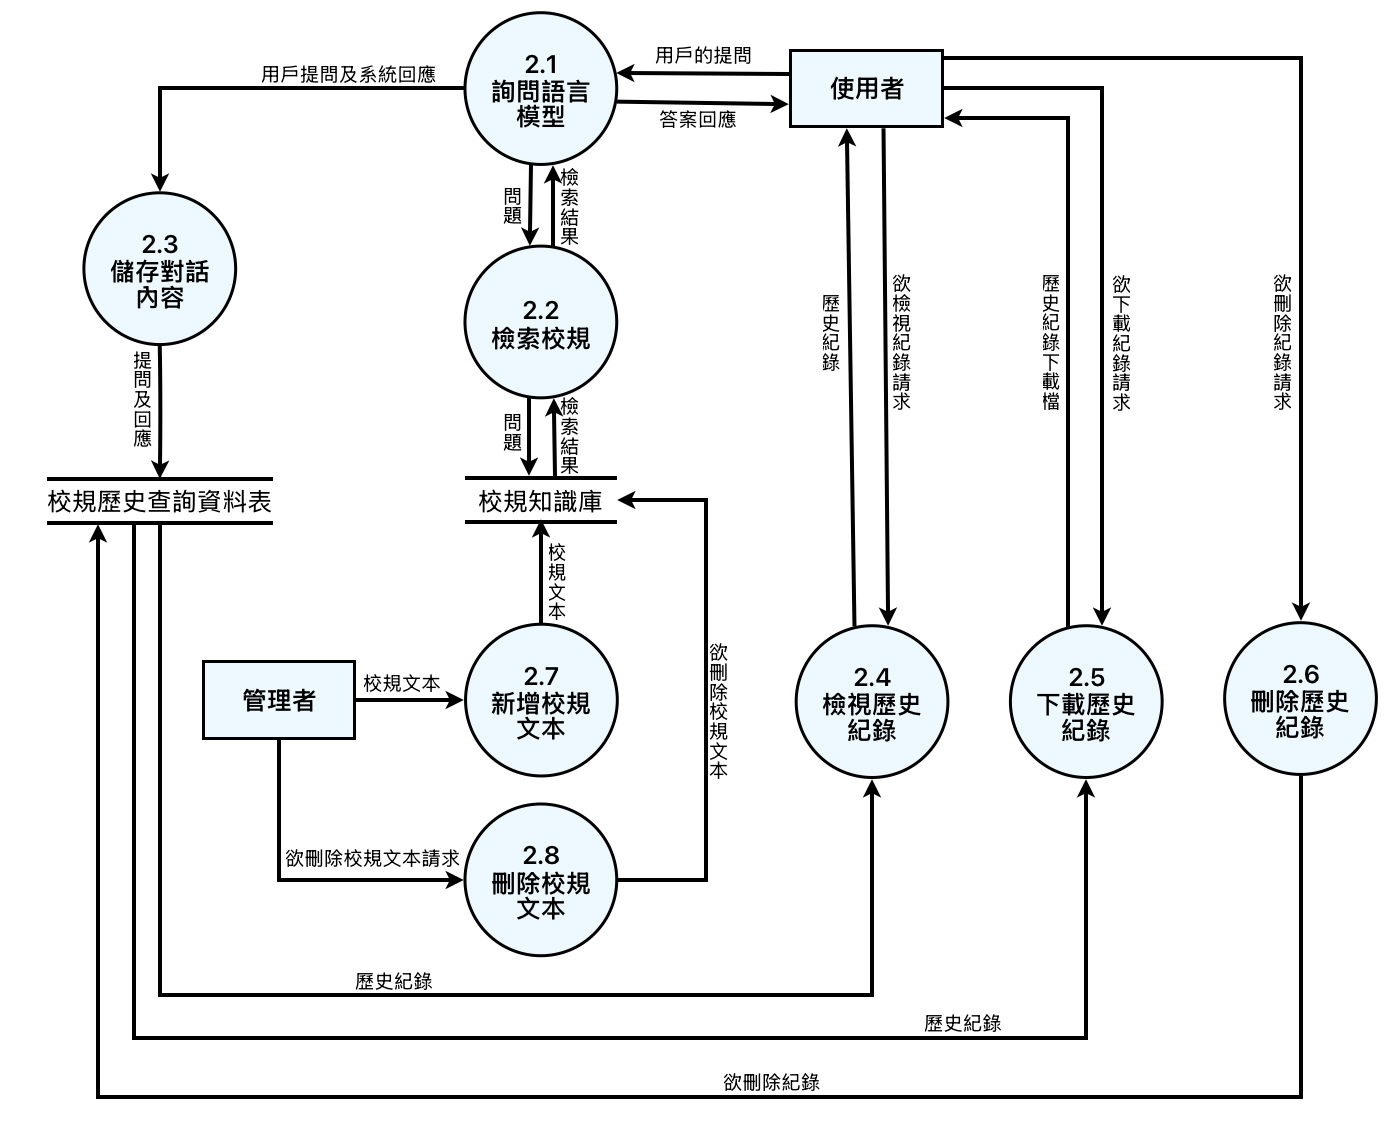 2.1
詢問語言
模型
用戶的提問
使用者
用戶提問及系統回應
答案回應
問題
檢索結果
2.3
儲存對話
內容
2.2
檢索校規
歷史紀錄
欲檢視紀錄請求
歷史紀錄下載檔
欲下載紀錄請求
欲刪除紀錄請求
提問及回應
問題
檢索結果
校規歷史查詢資料表
校規知識庫
校規文本
管理者
校規文本
2.7
新增校規
文本
欲刪除校規文本
2.4
檢視歷史
紀錄
2.5
下載歷史
紀錄
2.6
刪除歷史
紀錄
欲刪除校規文本請求
2.8
刪除校規
文本
歷史紀錄
歷史紀錄
欲刪除紀錄